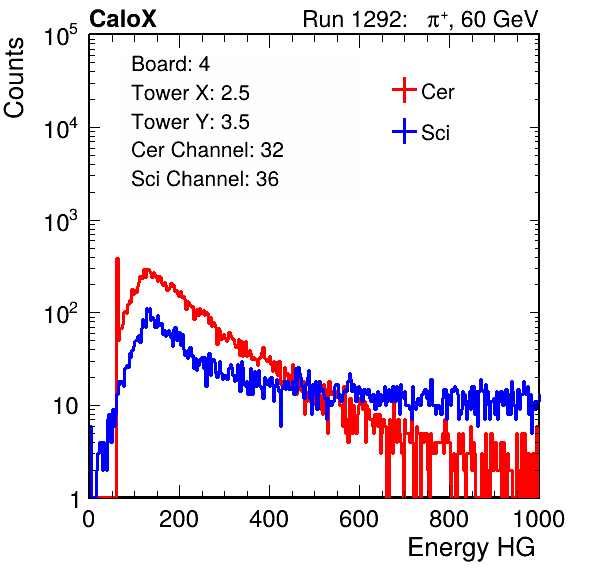 CaloX Run 1292: π⁺, 60 GeV
Counts
Board: 4
Tower X: 2.5
Tower Y: 3.5
Cer Channel: 32
Sci Channel: 36
Cer
Sci
10⁵
10⁴
10³
10²
10
1
0 200 400 600 800 1000
Energy HG